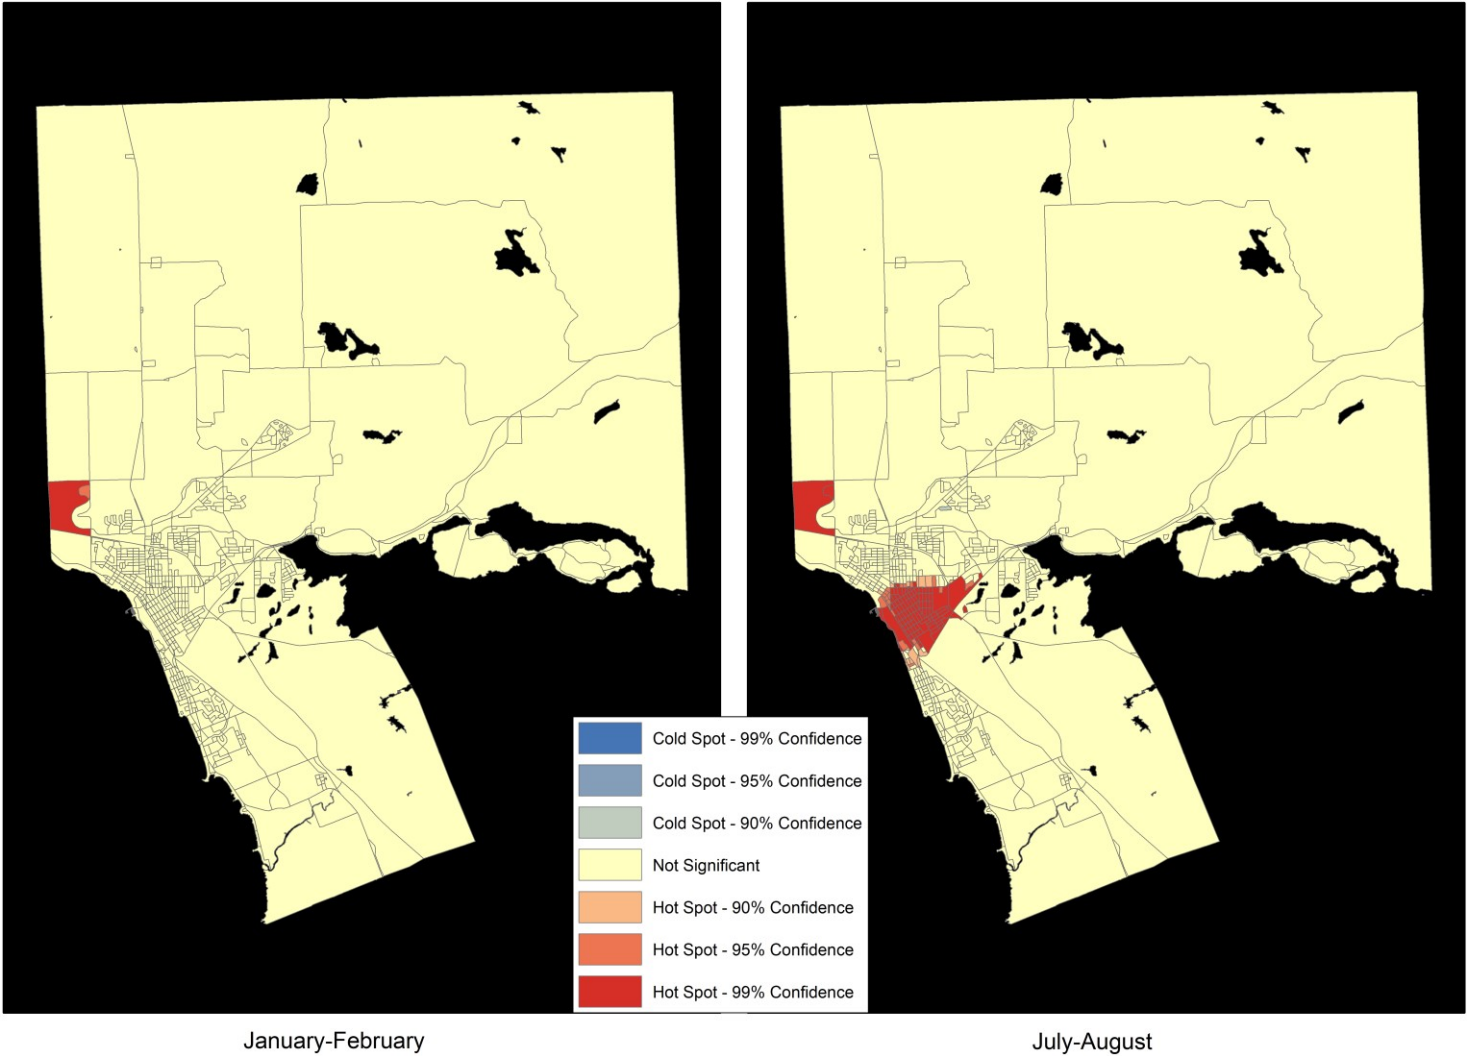 Cold Spot - 99% Confidence
Cold Spot - 95% Confidence
Cold Spot - 90% Confidence
Not Significant
Hot Spot - 90% Confidence
Hot Spot - 95% Confidence
Hot Spot - 99% Confidence
January-February
July-August